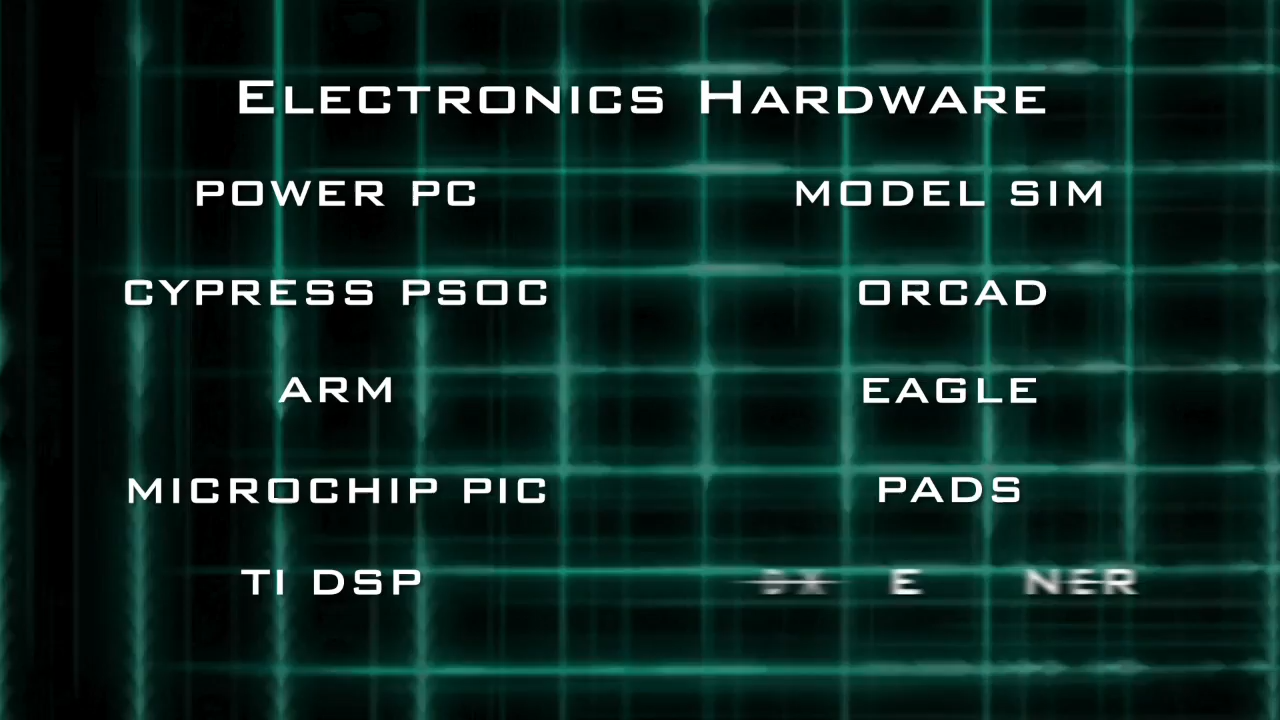 Electronics Hardware
POWER PC
CYPRESS PSOC
ARM
MICROCHIP PIC
TI DSP
MODEL SIM
ORCAD
EAGLE
PADS